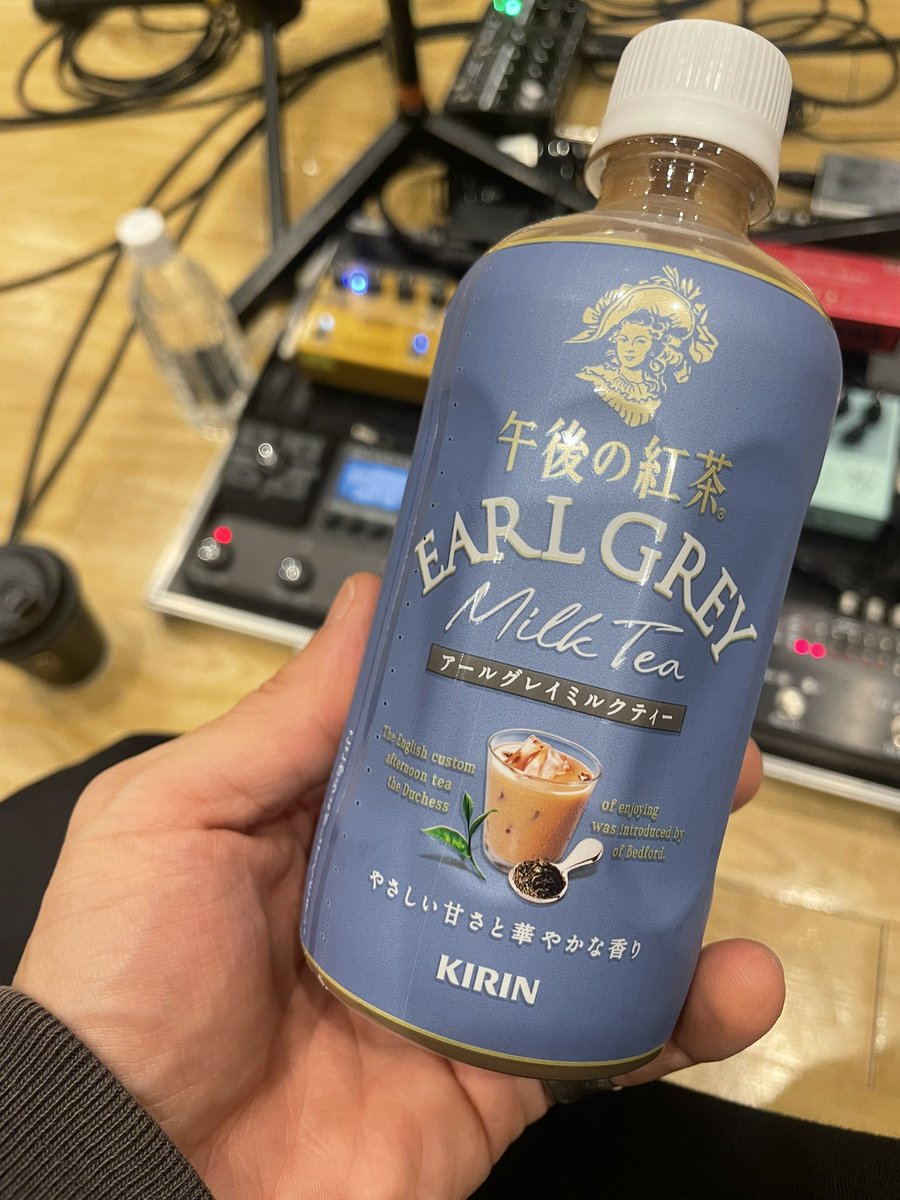 午後の紅茶®
EARL GREY
Milk Tea
アールグレイミルクティー
The English custom of enjoying
afternoon tea was introduced by
the Duchess of Bedford.
やさしい甘さと華やかな香り
KIRIN